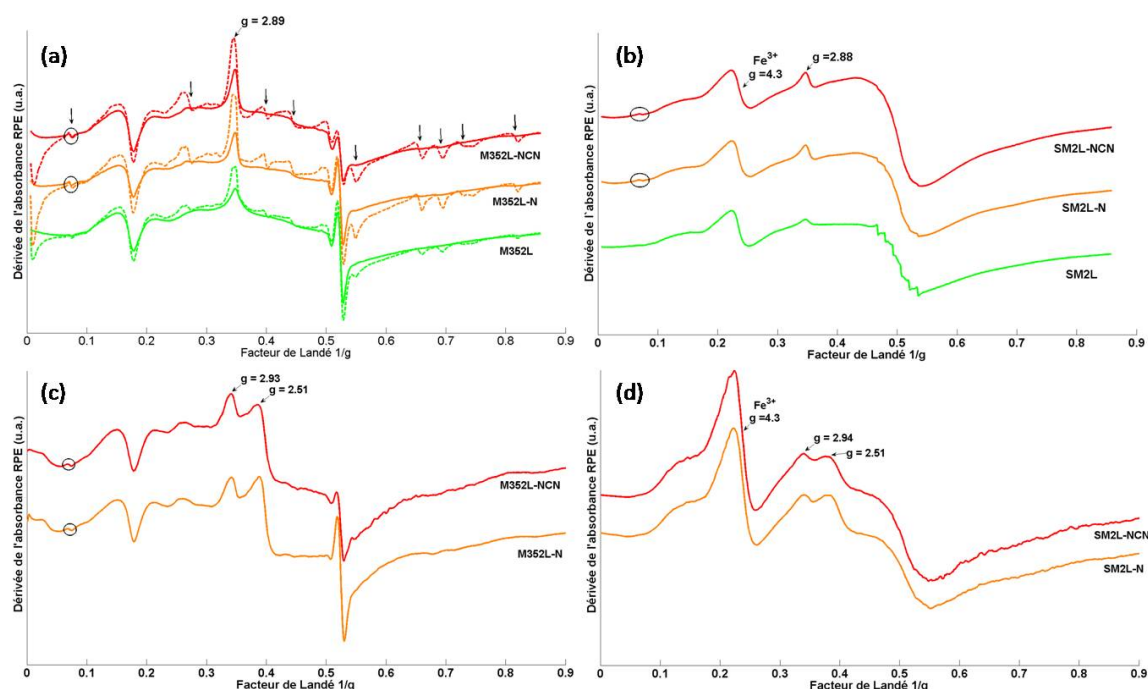 (a)
g = 2.89
M352L-NCN
M352L-N
M352L
Dérivée de l'absorbance RPE (u.a.)
0 0.1 0.2 0.3 0.4 0.5 0.6 0.7 0.8 0.9
Facteur de Landé 1/g
(b)
Fe3+
g=4.3
g=2.88
SM2L-NCN
SM2L-N
SM2L
Dérivée de l'absorbance RPE (u.a.)
0 0.1 0.2 0.3 0.4 0.5 0.6 0.7 0.8 0.9
Facteur de Landé 1/g
(c)
g = 2.93
g = 2.51
M352L-NCN
M352L-N
Dérivée de l'absorbance RPE (u.a.)
0 0.1 0.2 0.3 0.4 0.5 0.6 0.7 0.8 0.9
Facteur de Landé 1/g
(d)
Fe3+
g=4.3
g = 2.94
g = 2.51
SM2L-NCN
SM2L-N
Dérivée de l'absorbance RPE (u.a.)
0 0.1 0.2 0.3 0.4 0.5 0.6 0.7 0.8 0.9
Facteur de Landé 1/g